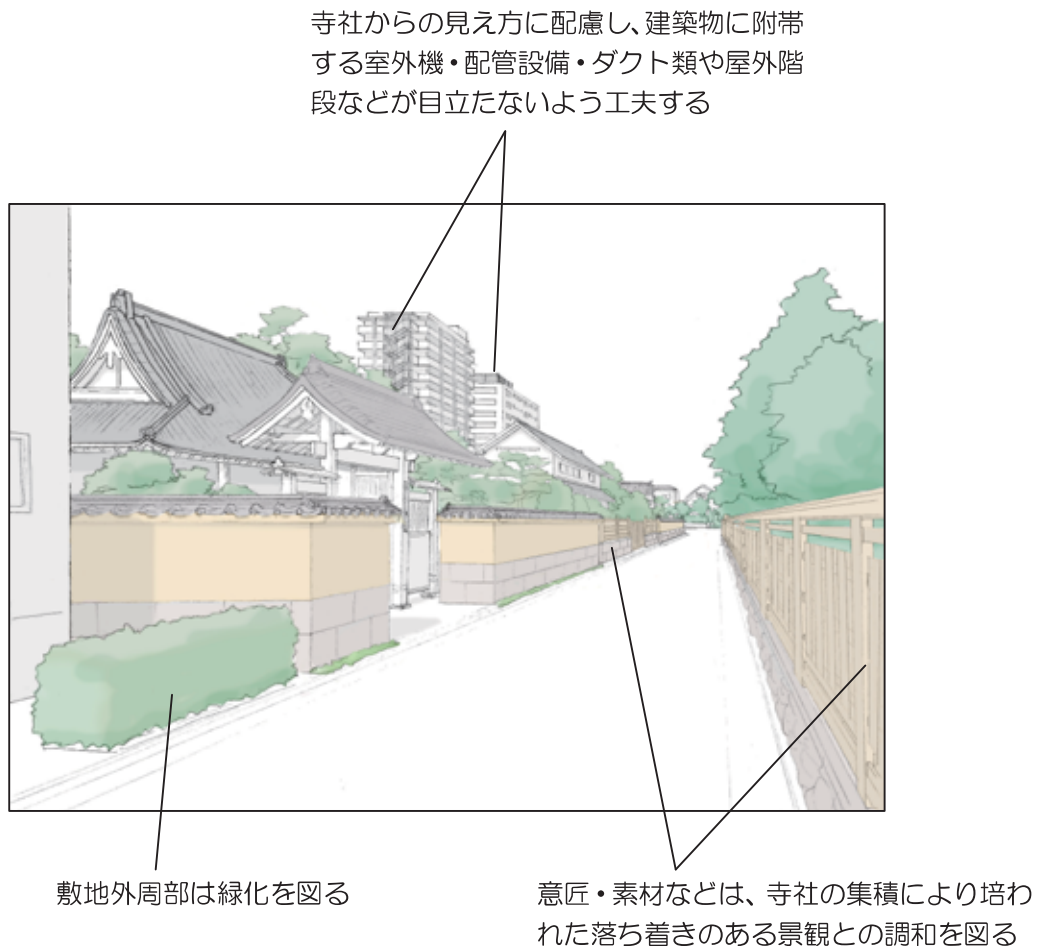 寺社からの見え方に配慮し、建築物に附帯
する室外機・配管設備・ダクト類や屋外階
段などが目立たないよう工夫する
敷地外周部は緑化を図る
意匠・素材などは、寺社の集積により培わ
れた落ち着きのある景観との調和を図る